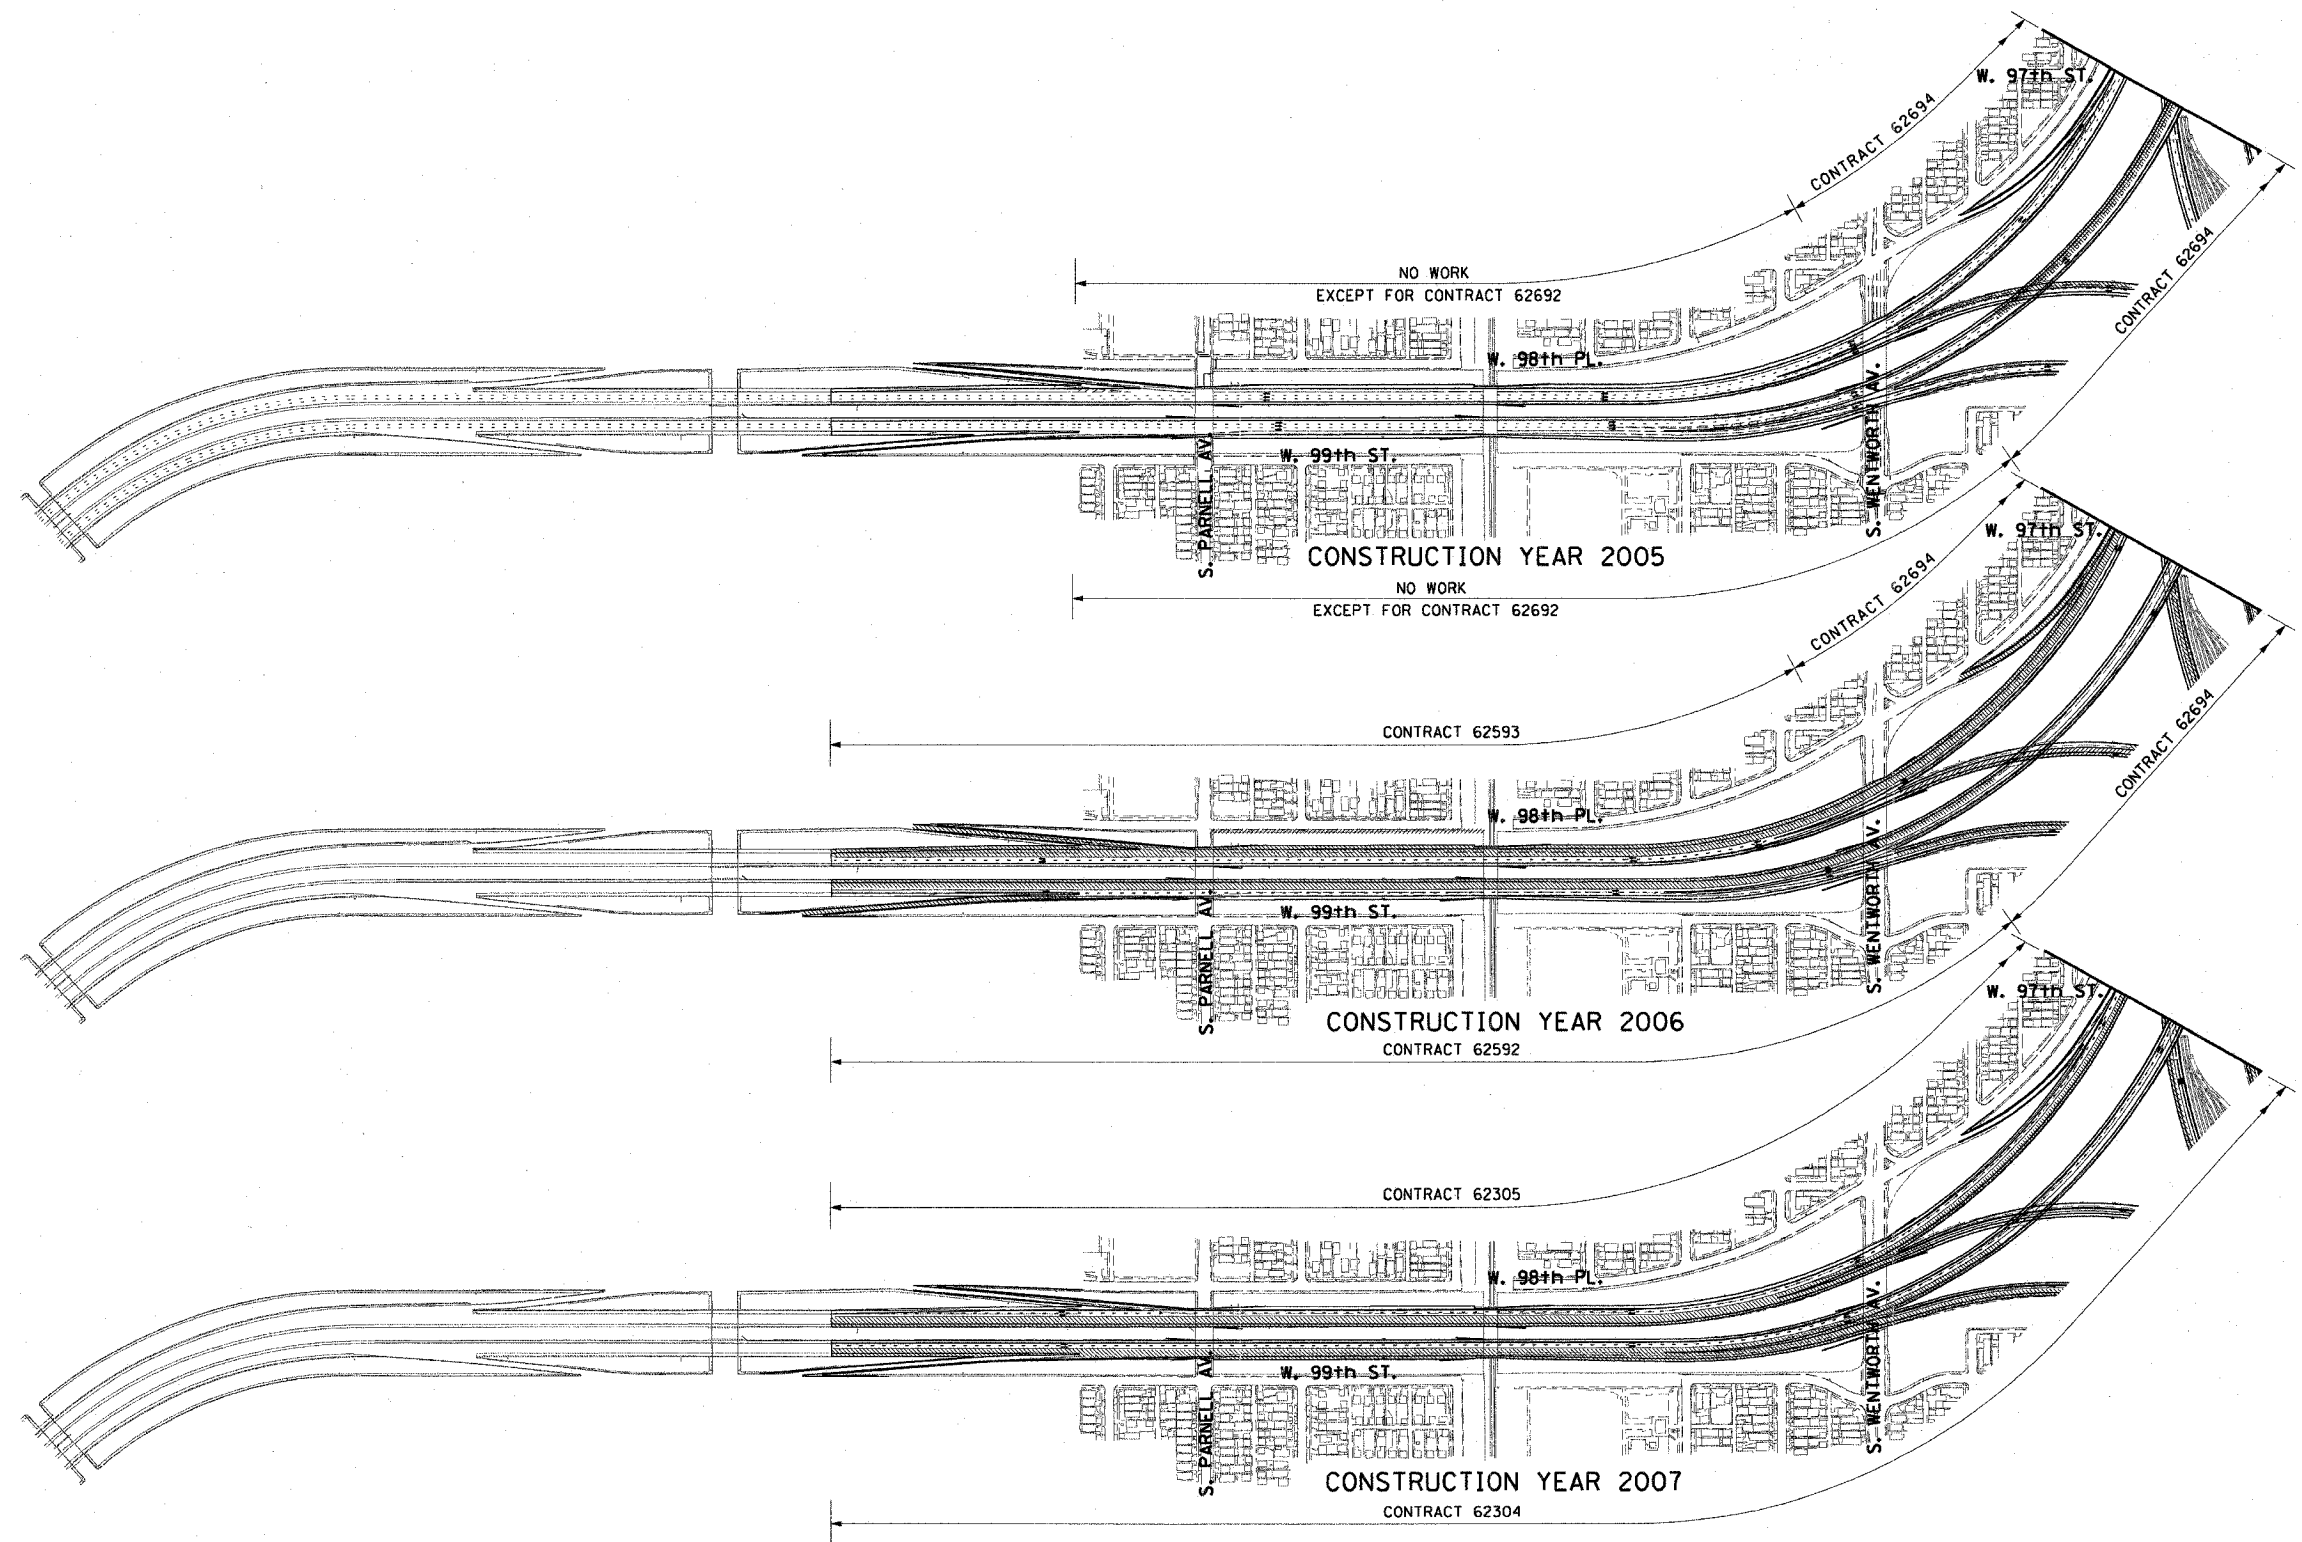 W. 97th ST.
CONTRACT 62694
CONTRACT 62694
NO WORK
EXCEPT FOR CONTRACT 62692
W. 98th PL.
S. WENTWORTH AV.
S. PARNELL AV.
W. 99th ST.
CONSTRUCTION YEAR 2005
NO WORK
EXCEPT FOR CONTRACT 62692
W. 97th ST.
CONTRACT 62694
CONTRACT 62694
CONTRACT 62593
W. 98th PL.
S. WENTWORTH AV.
S. PARNELL AV.
W. 99th ST.
CONSTRUCTION YEAR 2006
CONTRACT 62592
W. 97th ST.
CONTRACT 62305
W. 98th PL.
S. WENTWORTH AV.
S. PARNELL AV.
W. 99th ST.
CONSTRUCTION YEAR 2007
CONTRACT 62304